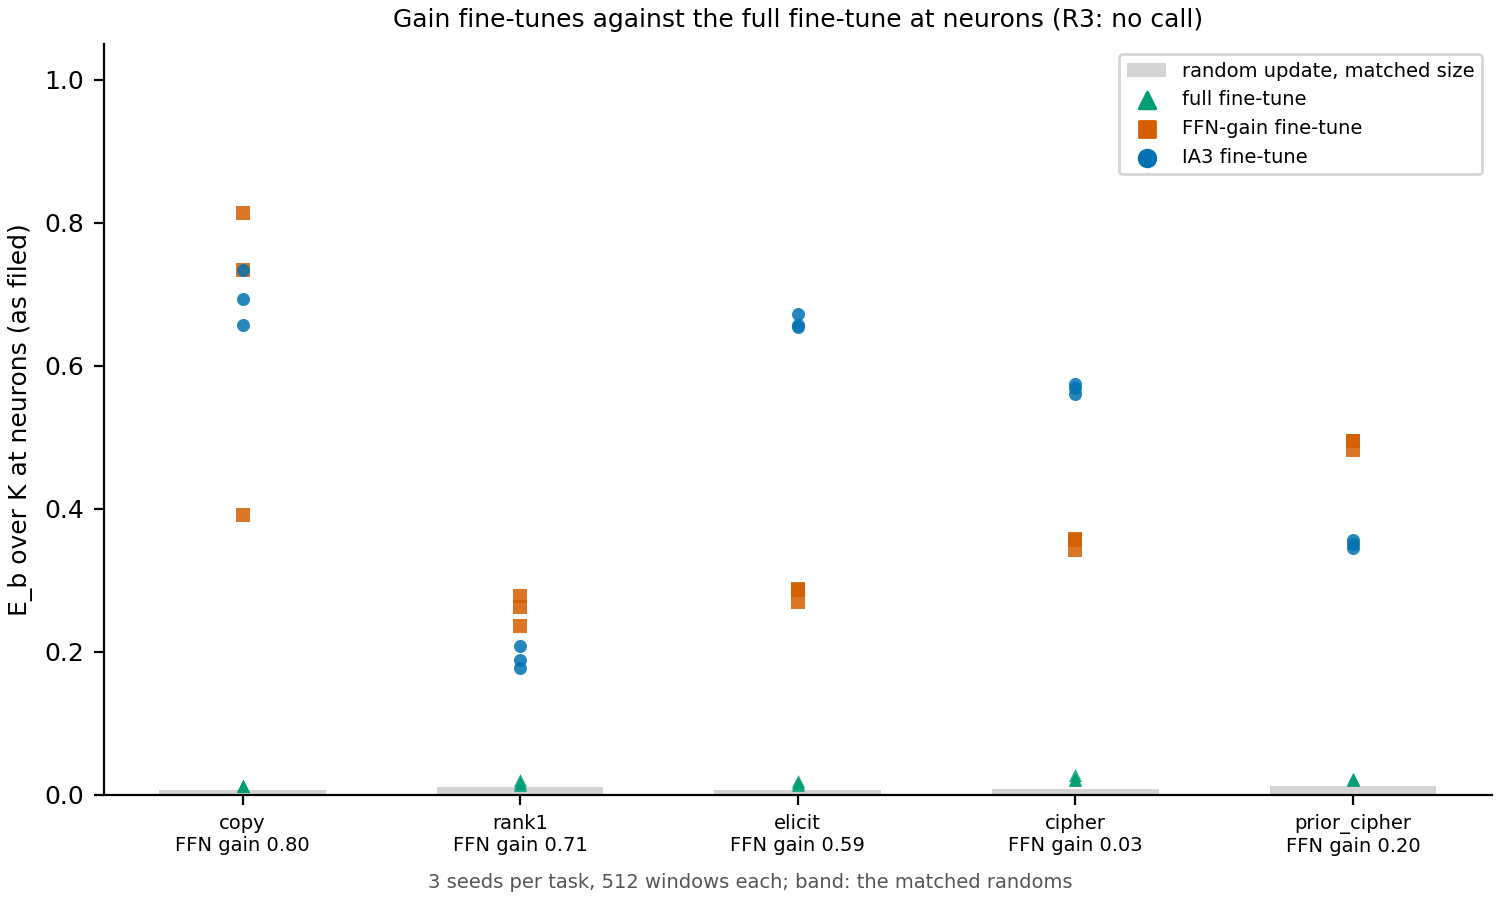 Gain fine-tunes against the full fine-tune at neurons (R3: no call)
random update, matched size
full fine-tune
FFN-gain fine-tune
IA3 fine-tune
E_b over K at neurons (as filed)
1.0
0.8
0.6
0.4
0.2
0.0
copy
FFN gain 0.80
rank1
FFN gain 0.71
elicit
FFN gain 0.59
cipher
FFN gain 0.03
prior_cipher
FFN gain 0.20
3 seeds per task, 512 windows each; band: the matched randoms